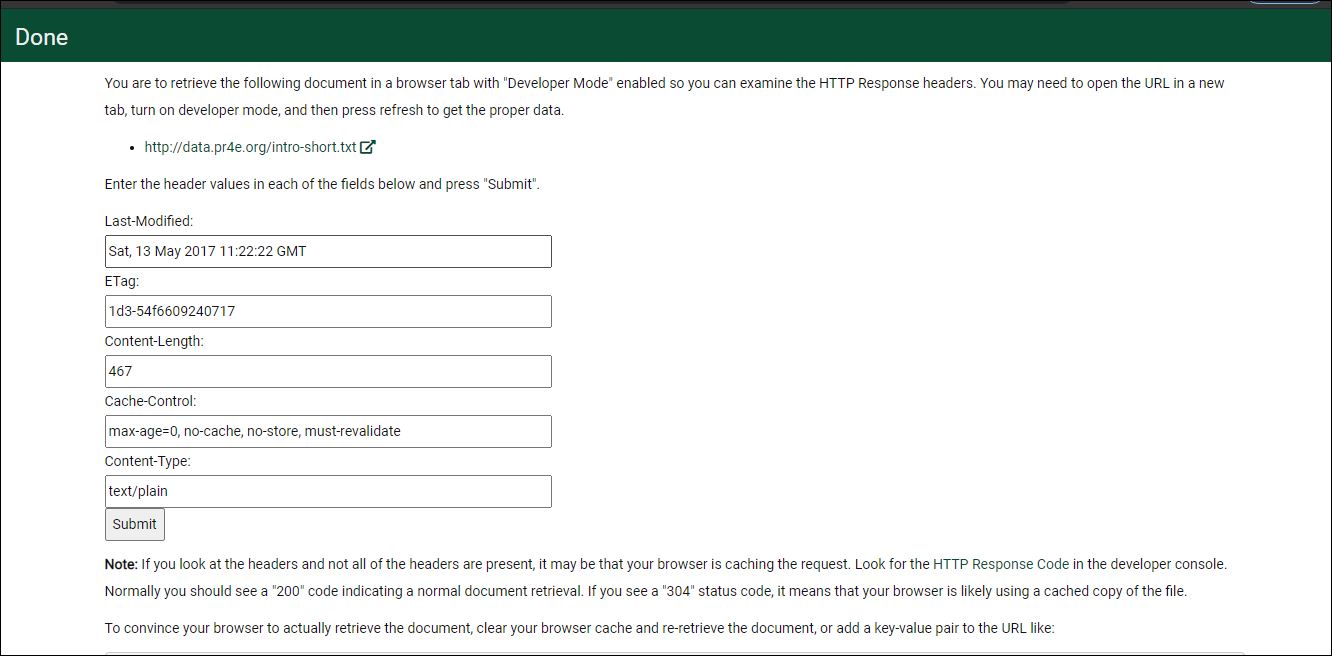 Done
You are to retrieve the following document in a browser tab with "Developer Mode" enabled so you can examine the HTTP Response headers. You may need to open the URL in a new
tab, turn on developer mode, and then press refresh to get the proper data.
• http://data.pr4e.org/intro-short.txt
Enter the header values in each of the fields below and press "Submit".
Last-Modified:
Sat, 13 May 2017 11:22:22 GMT
ETag:
1d3-54f6609240717
Content-Length:
467
Cache-Control:
max-age=0, no-cache, no-store, must-revalidate
Content-Type:
text/plain
Submit
Note: If you look at the headers and not all of the headers are present, it may be that your browser is caching the request. Look for the HTTP Response Code in the developer console.
Normally you should see a "200" code indicating a normal document retrieval. If you see a "304" status code, it means that your browser is likely using a cached copy of the file.
To convince your browser to actually retrieve the document, clear your browser cache and re-retrieve the document, or add a key-value pair to the URL like: